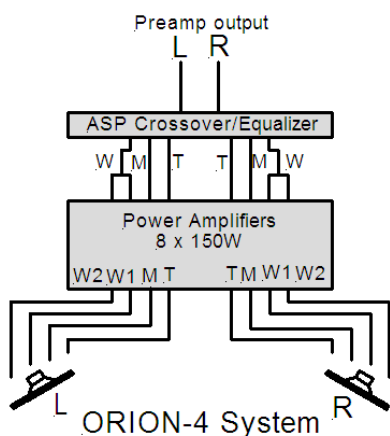 Preamp output
L R
ASP Crossover/Equalizer
W M T T M W
Power Amplifiers
8 x 150W
W2 W1 M T T M W1 W2
L R
ORION-4 System